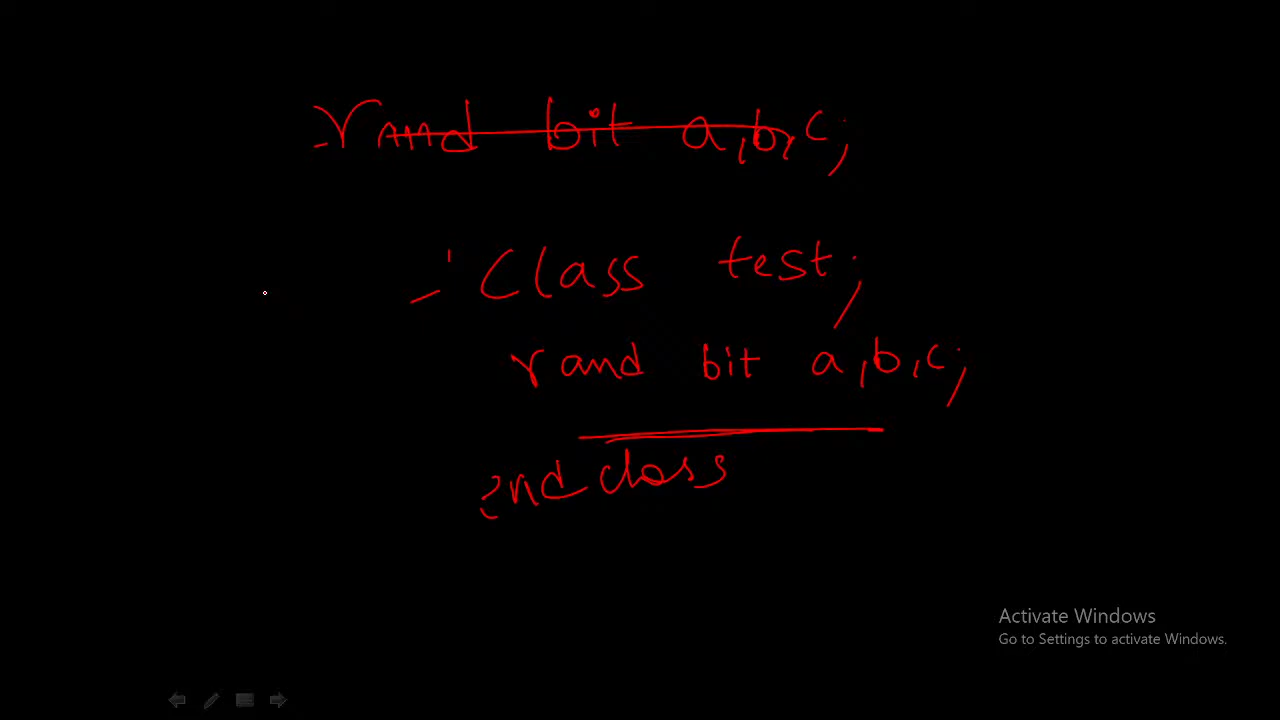 rand bit a,b,c;
Class test;
rand bit a,b,c;
endclass
Activate Windows
Go to Settings to activate Windows.